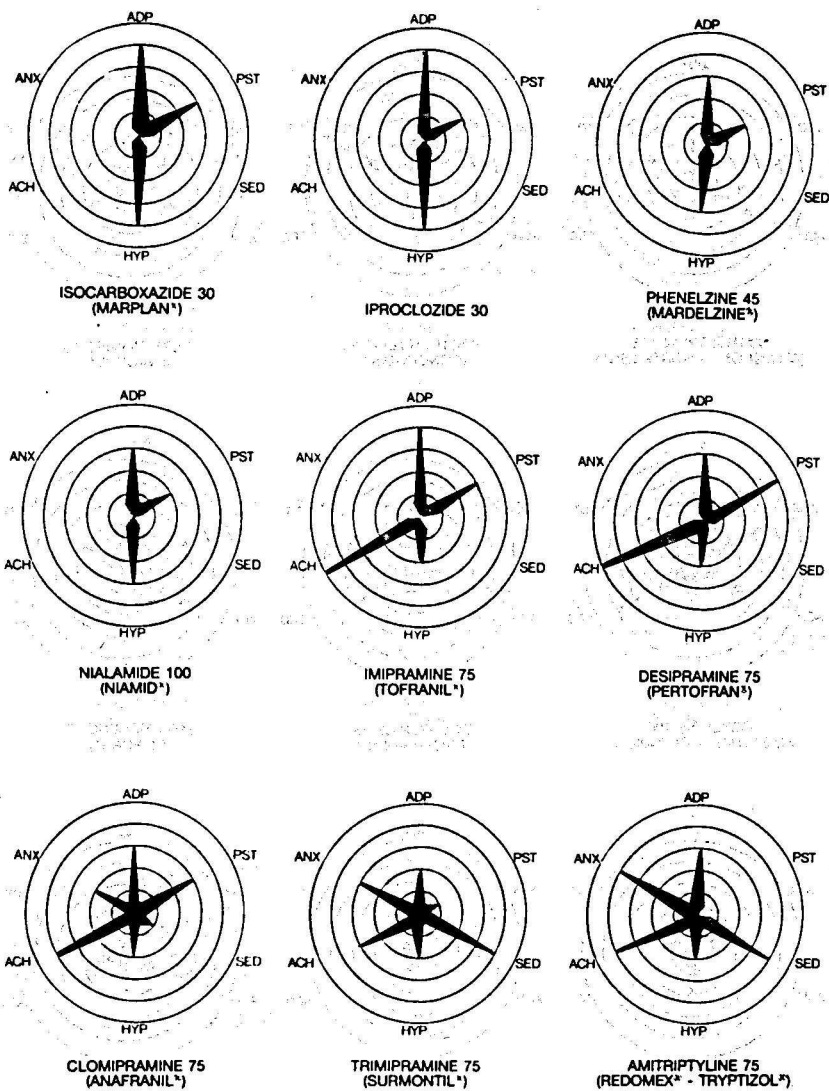 ADP
ANX PST
ACH SED
HYP
ISOCARBOXAZIDE 30
(MARPLAN*)
ADP
ANX PST
ACH SED
HYP
IPROCLOZIDE 30
ADP
ANX PST
ACH SED
HYP
PHENELZINE 45
(MARDELZINE*)
ADP
ANX PST
ACH SED
HYP
NIALAMIDE 100
(NIAMID*)
ADP
ANX PST
ACH SED
HYP
IMIPRAMINE 75
(TOFRANIL*)
ADP
ANX PST
ACH SED
HYP
DESIPRAMINE 75
(PERTOFRAN*)
ADP
ANX PST
ACH SED
HYP
CLOMIPRAMINE 75
(ANAFRANIL*)
ADP
ANX PST
ACH SED
HYP
TRIMIPRAMINE 75
(SURMONTIL*)
ADP
ANX PST
ACH SED
HYP
AMITRIPTYLINE 75
(REDOMEX* - TRYPTIZOL*)